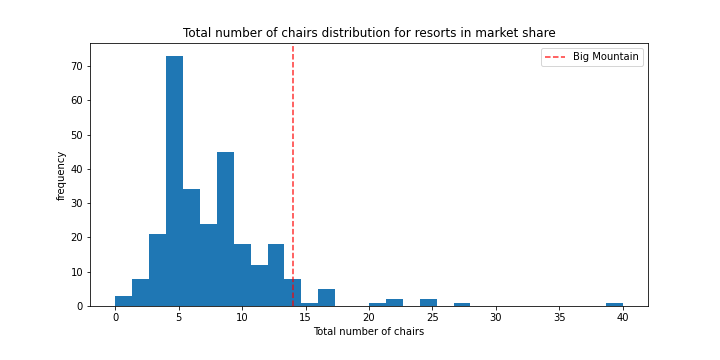 Total number of chairs distribution for resorts in market share
Big Mountain
70
60
50
40
30
20
10
0
frequency
0 5 10 15 20 25 30 35 40
Total number of chairs